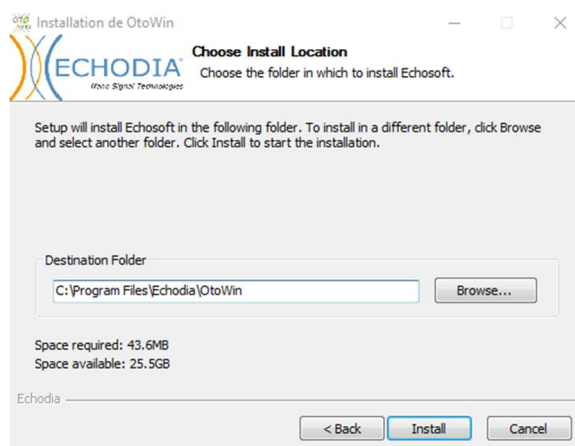 Installation de OtoWin
ECHODIA
Nano Signal Technologies
Choose Install Location
Choose the folder in which to install Echosoft.
Setup will install Echosoft in the following folder. To install in a different folder, click Browse
and select another folder. Click Install to start the installation.
Destination Folder
C:\Program Files\Echodia\OtoWin
Browse...
Space required: 43.6MB
Space available: 25.5GB
Echodia
< Back
Install
Cancel